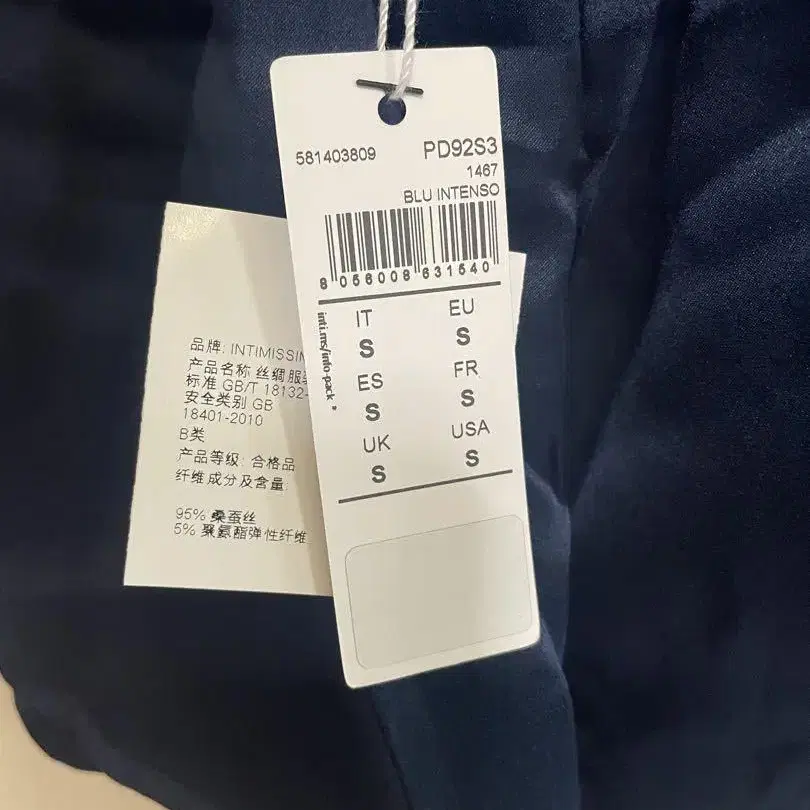 581403809 PD92S3
1467
BLU INTENSO
8 056008 631540
inti.ms/info-pack
IT EU
S S
ES FR
S S
UK USA
S S
品牌: INTIMISSIM
产品名称 丝绸服
标准 GB/T 18132-
安全类别 GB
18401-2010
B类
产品等级: 合格品
纤维成分及含量
95% 桑蚕丝
5% 聚氨酯弹性纤维